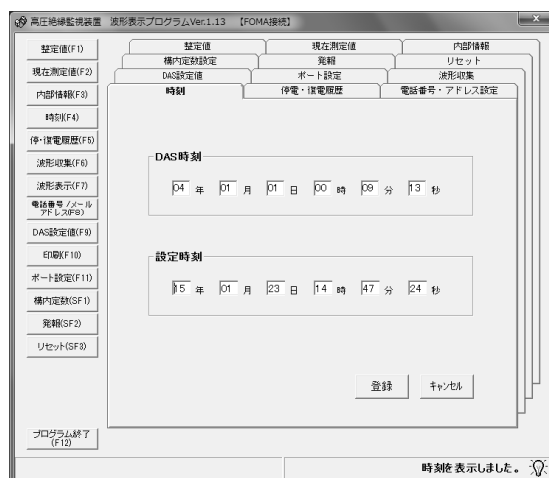 高圧絶縁監視装置 波形表示プログラムVer.1.13 【FOMA接続】
整定値(F1)
現在測定値(F2)
内部情報(F3)
時刻(F4)
停・復電履歴(F5)
波形収集(F6)
波形表示(F7)
電話番号/メール
アドレス(F8)
DAS設定値(F9)
印刷(F10)
ポート設定(F11)
構内定数(SF1)
発報(SF2)
リセット(SF3)
プログラム終了
(F12)
整定値 現在測定値 内部情報
構内定数設定 発報 リセット
DAS設定値 ポート設定 波形収集
時刻 停電・復電履歴 電話番号・アドレス設定
DAS時刻
04 年 01 月 01 日 00 時 09 分 13 秒
設定時刻
15 年 01 月 23 日 14 時 47 分 24 秒
登録 キャンセル
時刻を表示しました。